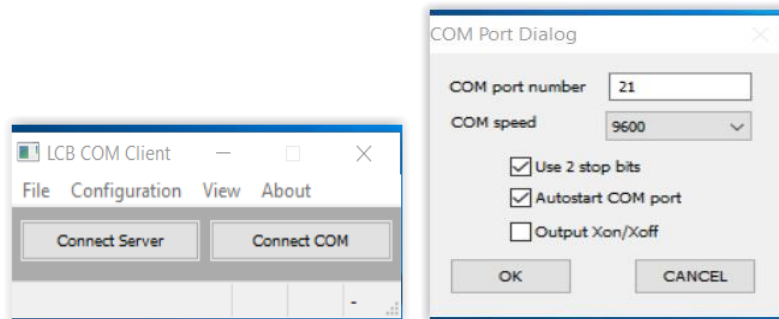 LCB COM Client
File Configuration View About
Connect Server Connect COM
-
COM Port Dialog
COM port number 21
COM speed 9600
Use 2 stop bits
Autostart COM port
Output Xon/Xoff
OK CANCEL